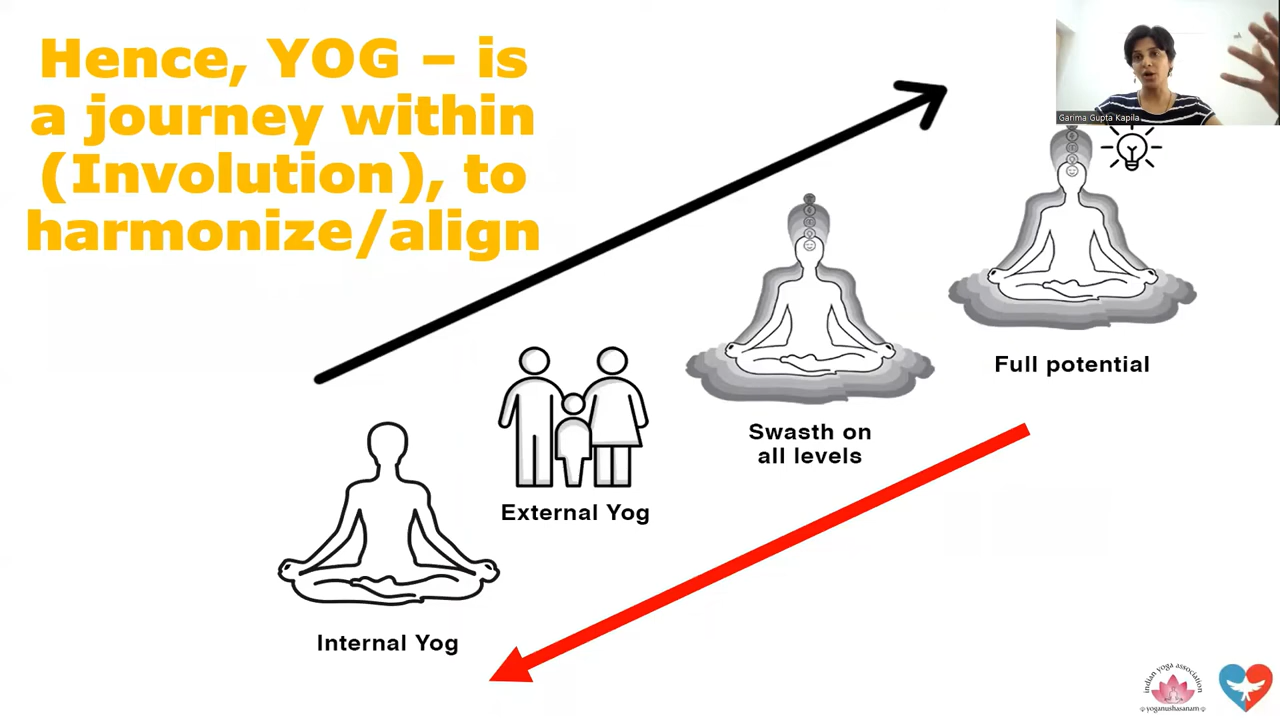 Hence, YOG – is
a journey within
(Involution), to
harmonize/align
Garima Gupta Kapila
Full potential
Swasth on
all levels
External Yog
Internal Yog
indian yoga association
yoganushasanam